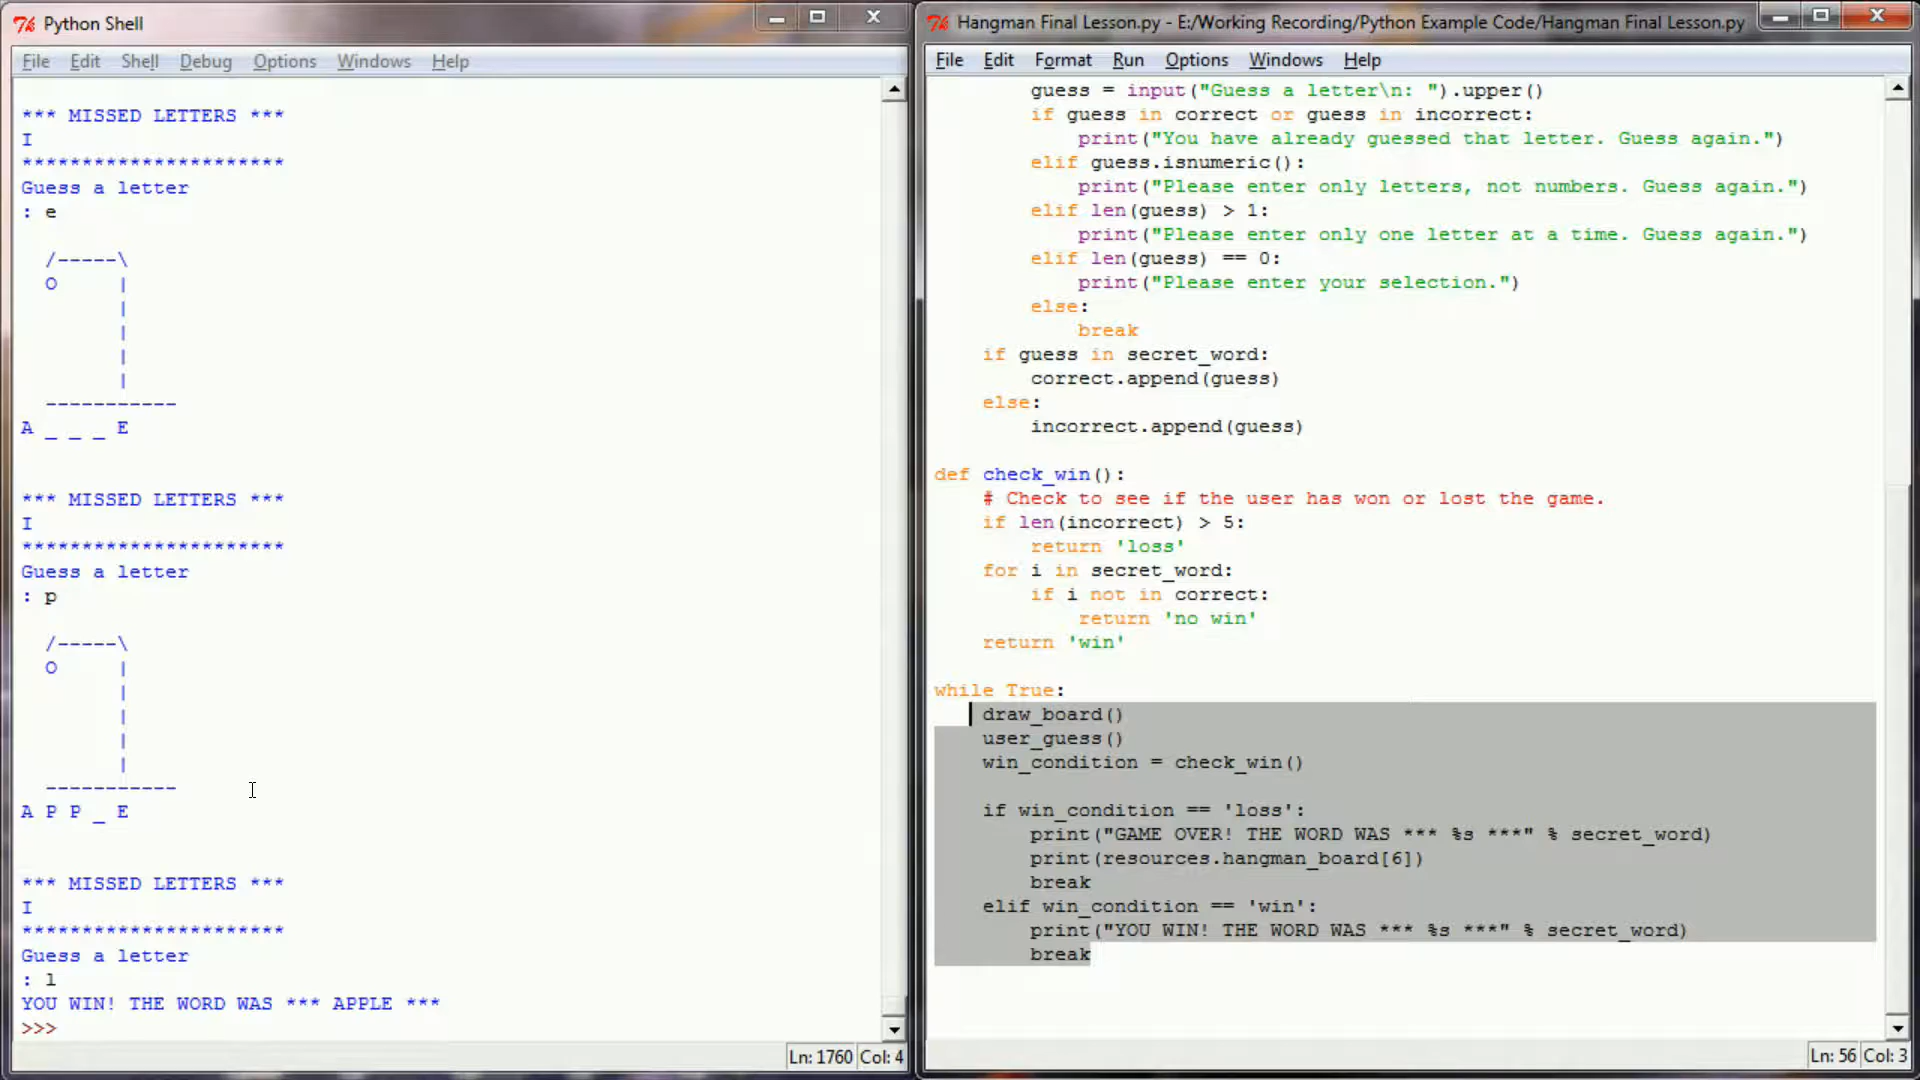 Python Shell
File Edit Shell Debug Options Windows Help
*** MISSED LETTERS ***
I
**********************
Guess a letter
: e
/-----\
O |
|
|
|
|
-----------
A _ _ _ E
*** MISSED LETTERS ***
I
**********************
Guess a letter
: p
/-----\
O |
|
|
|
|
-----------
A P P _ E
*** MISSED LETTERS ***
I
**********************
Guess a letter
: l
YOU WIN! THE WORD WAS *** APPLE ***
>>>
Ln: 1760 Col: 4
Hangman Final Lesson.py - E:/Working Recording/Python Example Code/Hangman Final Lesson.py
File Edit Format Run Options Windows Help
        guess = input("Guess a letter\n: ").upper()
        if guess in correct or guess in incorrect:
            print("You have already guessed that letter. Guess again.")
        elif guess.isnumeric():
            print("Please enter only letters, not numbers. Guess again.")
        elif len(guess) > 1:
            print("Please enter only one letter at a time. Guess again.")
        elif len(guess) == 0:
            print("Please enter your selection.")
        else:
            break
    if guess in secret_word:
        correct.append(guess)
    else:
        incorrect.append(guess)
def check_win():
    # Check to see if the user has won or lost the game.
    if len(incorrect) > 5:
        return 'loss'
    for i in secret_word:
        if i not in correct:
            return 'no win'
    return 'win'
while True:
    draw_board()
    user_guess()
    win_condition = check_win()
    if win_condition == 'loss':
        print("GAME OVER! THE WORD WAS *** %s ***" % secret_word)
        print(resources.hangman_board[6])
        break
    elif win_condition == 'win':
        print("YOU WIN! THE WORD WAS *** %s ***" % secret_word)
        break
Ln: 56 Col: 3